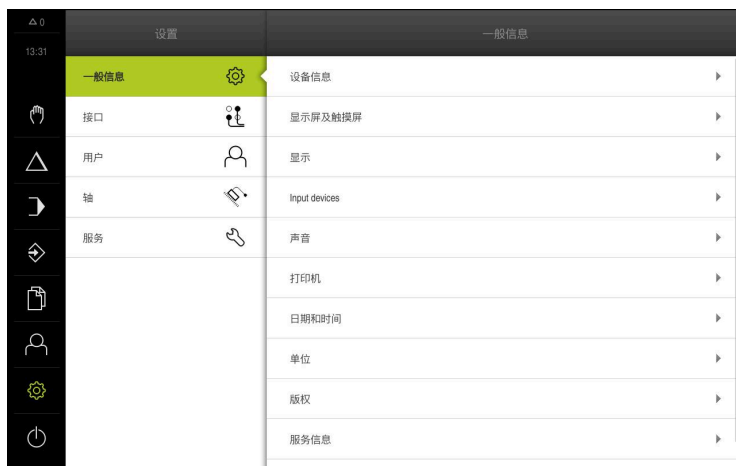 △ 0
13:31
设置
一般信息
一般信息
接口
用户
轴
服务
设备信息
显示屏及触摸屏
显示
Input devices
声音
打印机
日期和时间
单位
版权
服务信息